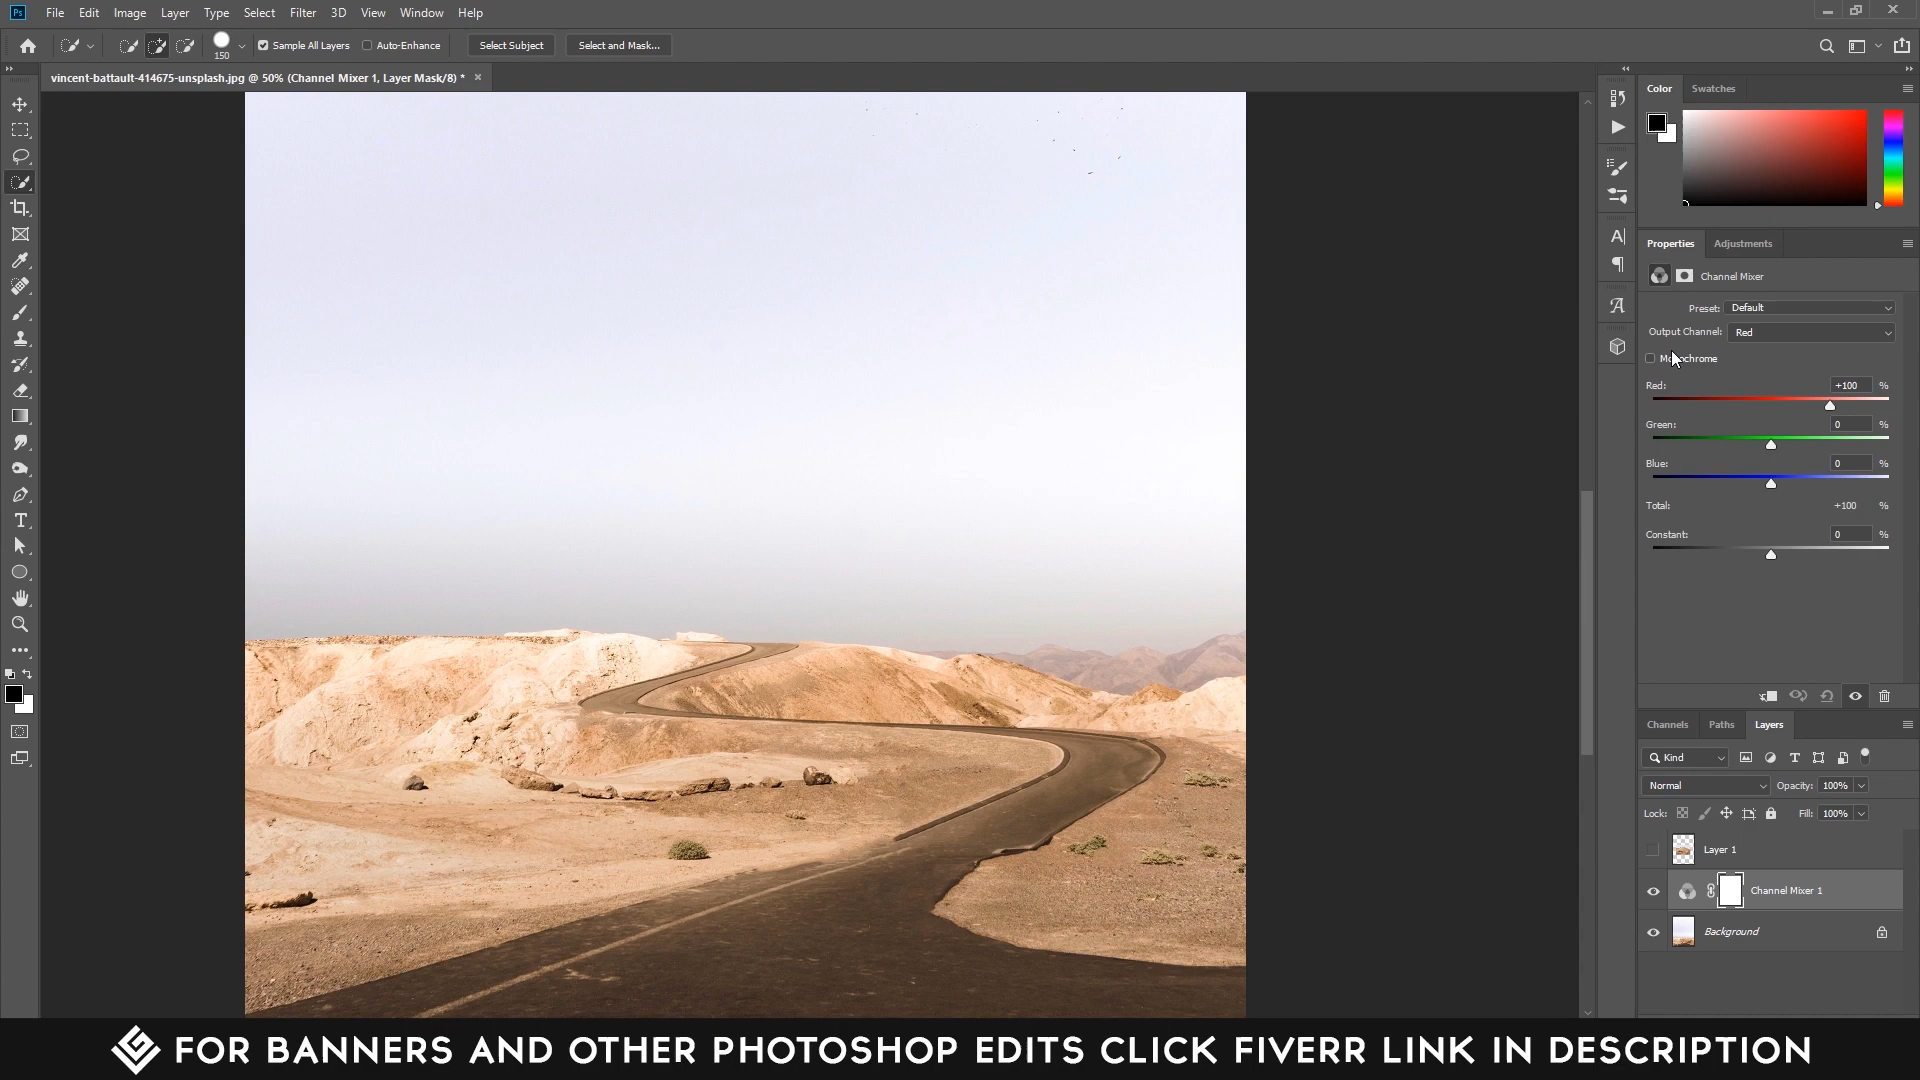 Ps File Edit Image Layer Type Select Filter 3D View Window Help
150 Sample All Layers Auto-Enhance Select Subject Select and Mask...
vincent-battault-414675-unsplash.jpg @ 50% (Channel Mixer 1, Layer Mask/8) * ×
Color Swatches
Properties Adjustments
Channel Mixer
Preset: Default
Output Channel: Red
Red: +100 %
Green: 0 %
Blue: 0 %
Total: +100 %
Constant: 0 %
Channels Paths Layers
Kind
Normal Opacity: 100%
Lock: Fill: 100%
Layer 1
Channel Mixer 1
Background
FOR BANNERS AND OTHER PHOTOSHOP EDITS CLICK FIVERR LINK IN DESCRIPTION